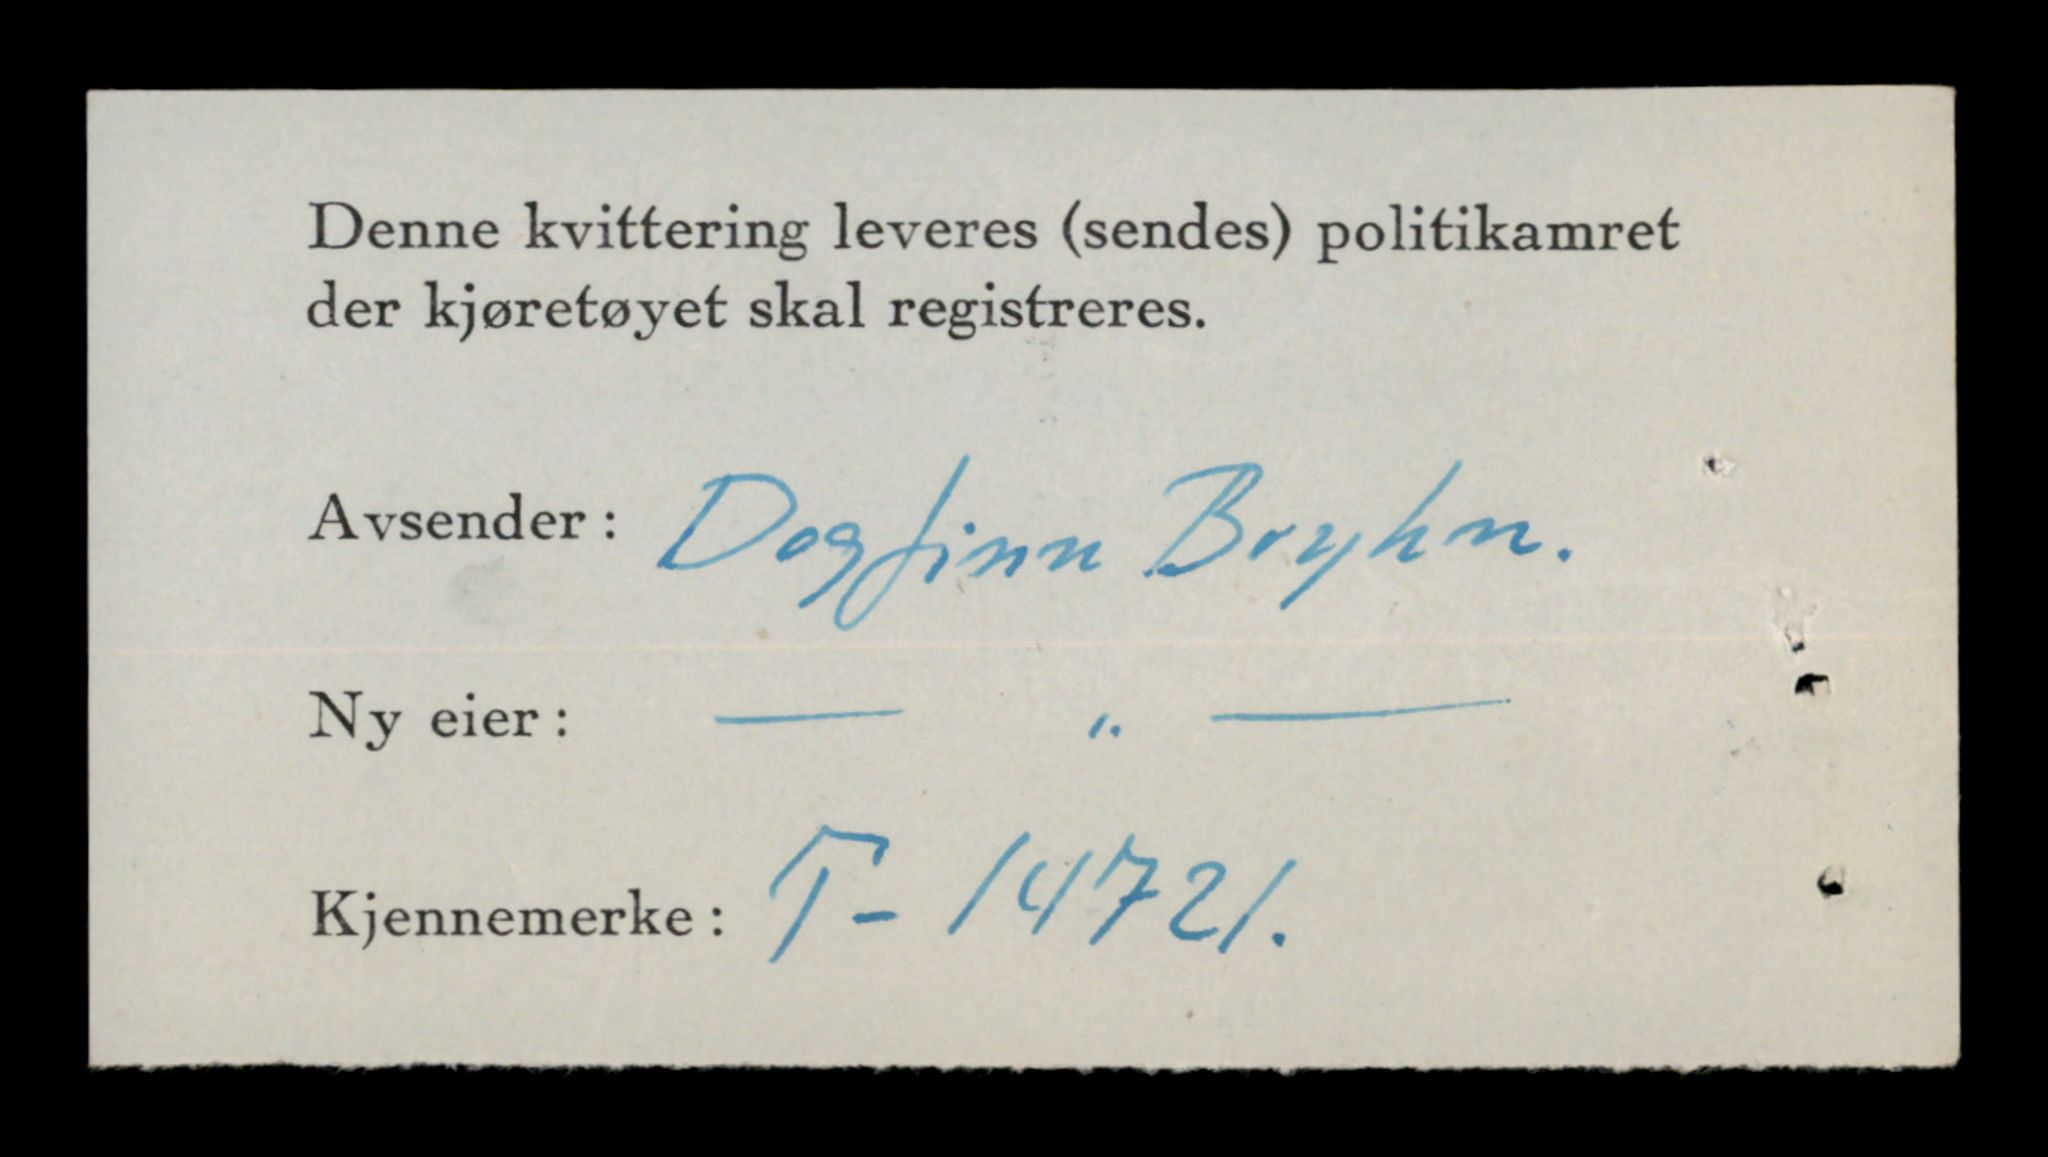 Denne kvittering leveres (sendes) politikamret
der kjøretøyet skal registreres.
Avsender: Dagfinn Bryhn.
Ny eier: — „ —
Kjennemerke: T- 14721.